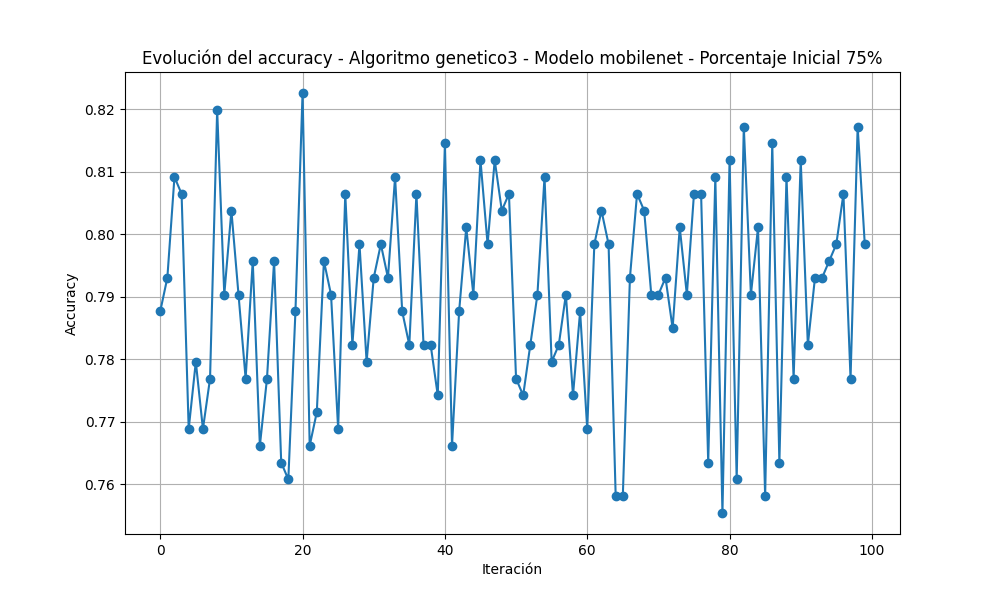 Evolución del accuracy - Algoritmo genetico3 - Modelo mobilenet - Porcentaje Inicial 75%
0.82
0.81
0.80
0.79
0.78
0.77
0.76
Accuracy
0 20 40 60 80 100
Iteración